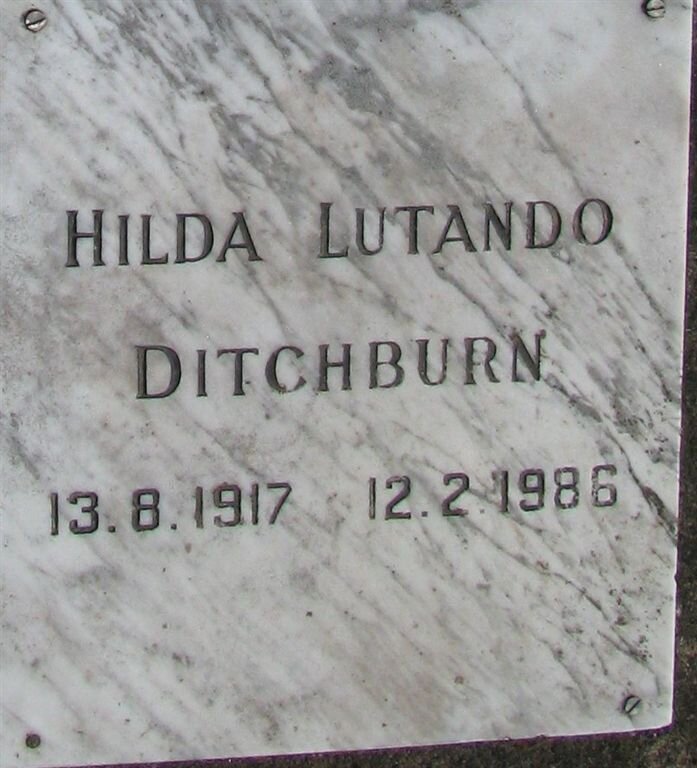 HILDA LUTANDO
DITCHBURN
13.8.1917 12.2.1986